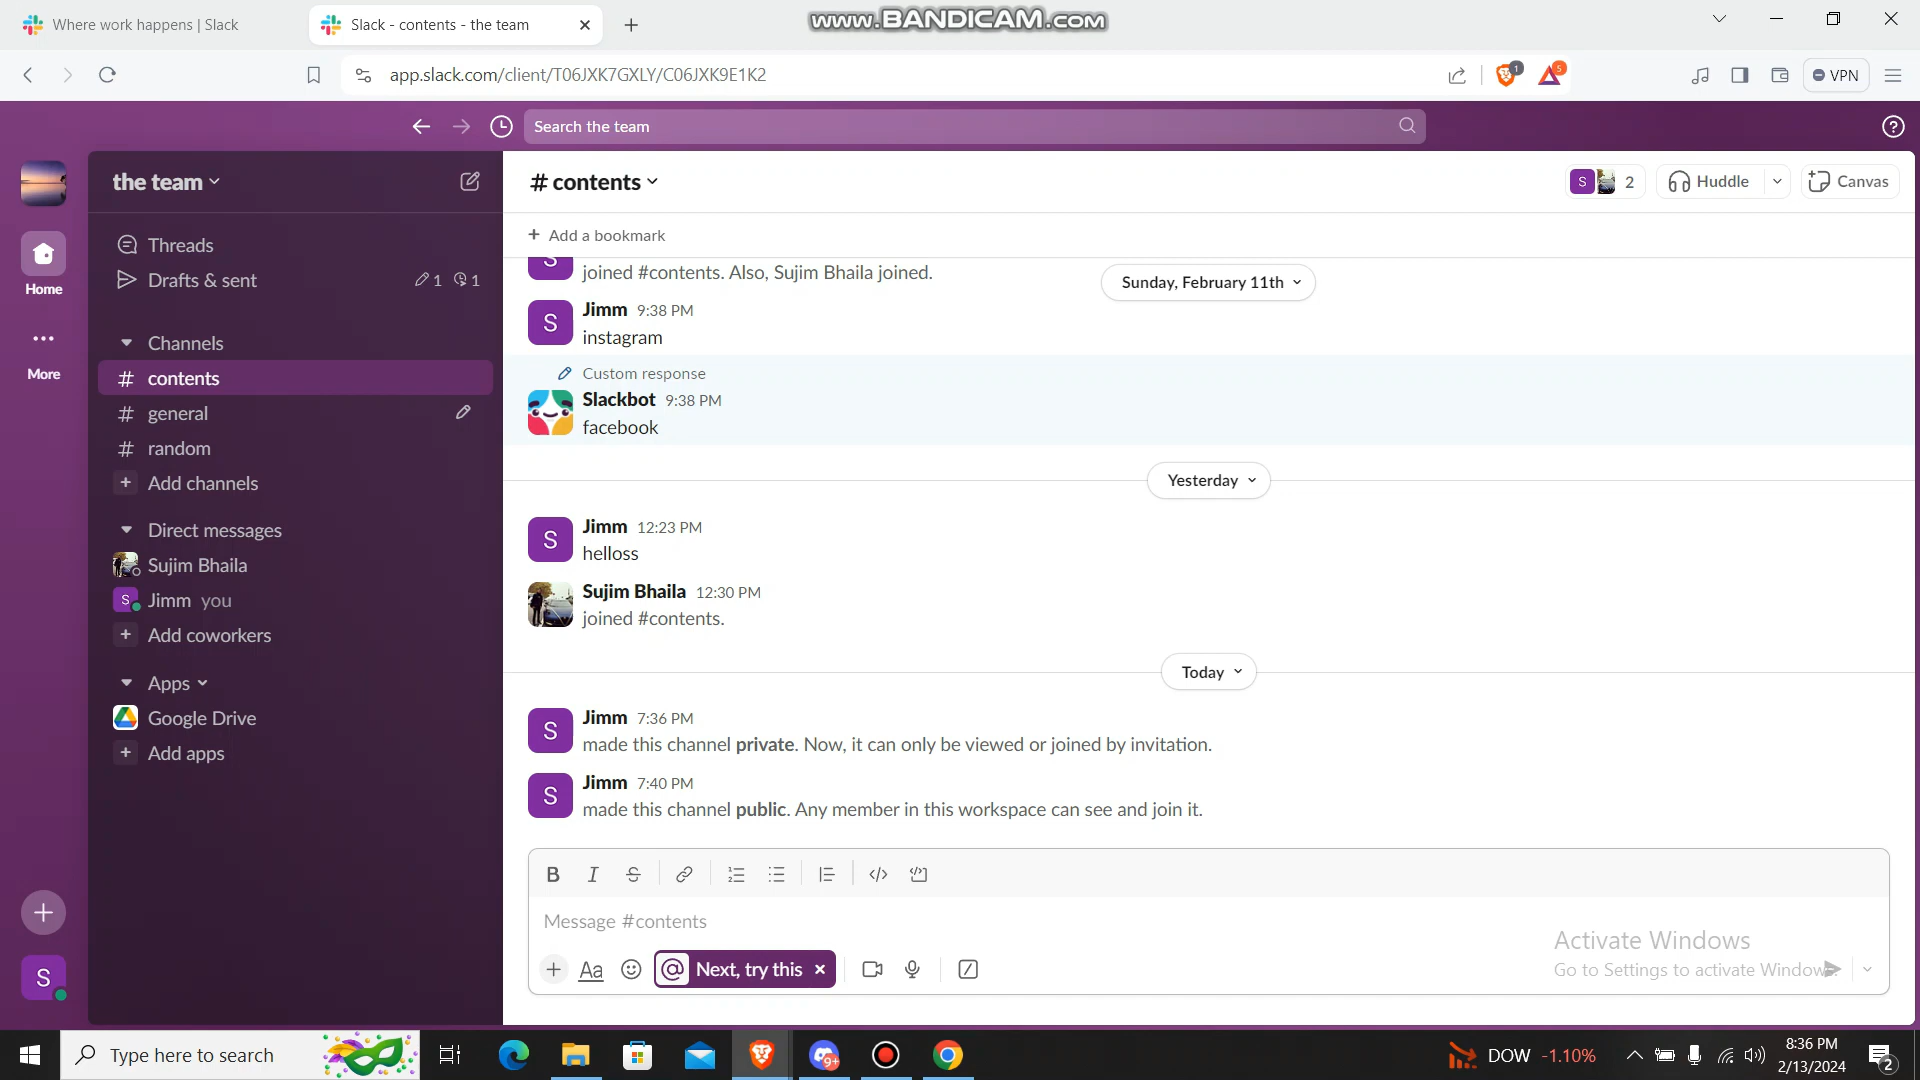 Where work happens | Slack
Slack - contents - the team
www.BANDICAM.com
app.slack.com/client/T06JXK7GXLY/C06JXK9E1K2
1
5
VPN
Search the team
the team
# contents
S
2
Huddle
Canvas
Home
More
Threads
Drafts & sent
1
1
Channels
# contents
# general
# random
+ Add channels
Direct messages
Sujim Bhaila
S Jimm you
+ Add coworkers
Apps
Google Drive
+ Add apps
S
+ Add a bookmark
joined #contents. Also, Sujim Bhaila joined.
Sunday, February 11th
S
Jimm 9:38 PM
instagram
Custom response
Slackbot 9:38 PM
facebook
Yesterday
S
Jimm 12:23 PM
helloss
Sujim Bhaila 12:30 PM
joined #contents.
Today
S
Jimm 7:36 PM
made this channel private. Now, it can only be viewed or joined by invitation.
S
Jimm 7:40 PM
made this channel public. Any member in this workspace can see and join it.
B I S
Message #contents
Aa
@ Next, try this
Activate Windows
Go to Settings to activate Windows.
Type here to search
9+
DOW -1.10%
8:36 PM
2/13/2024
2